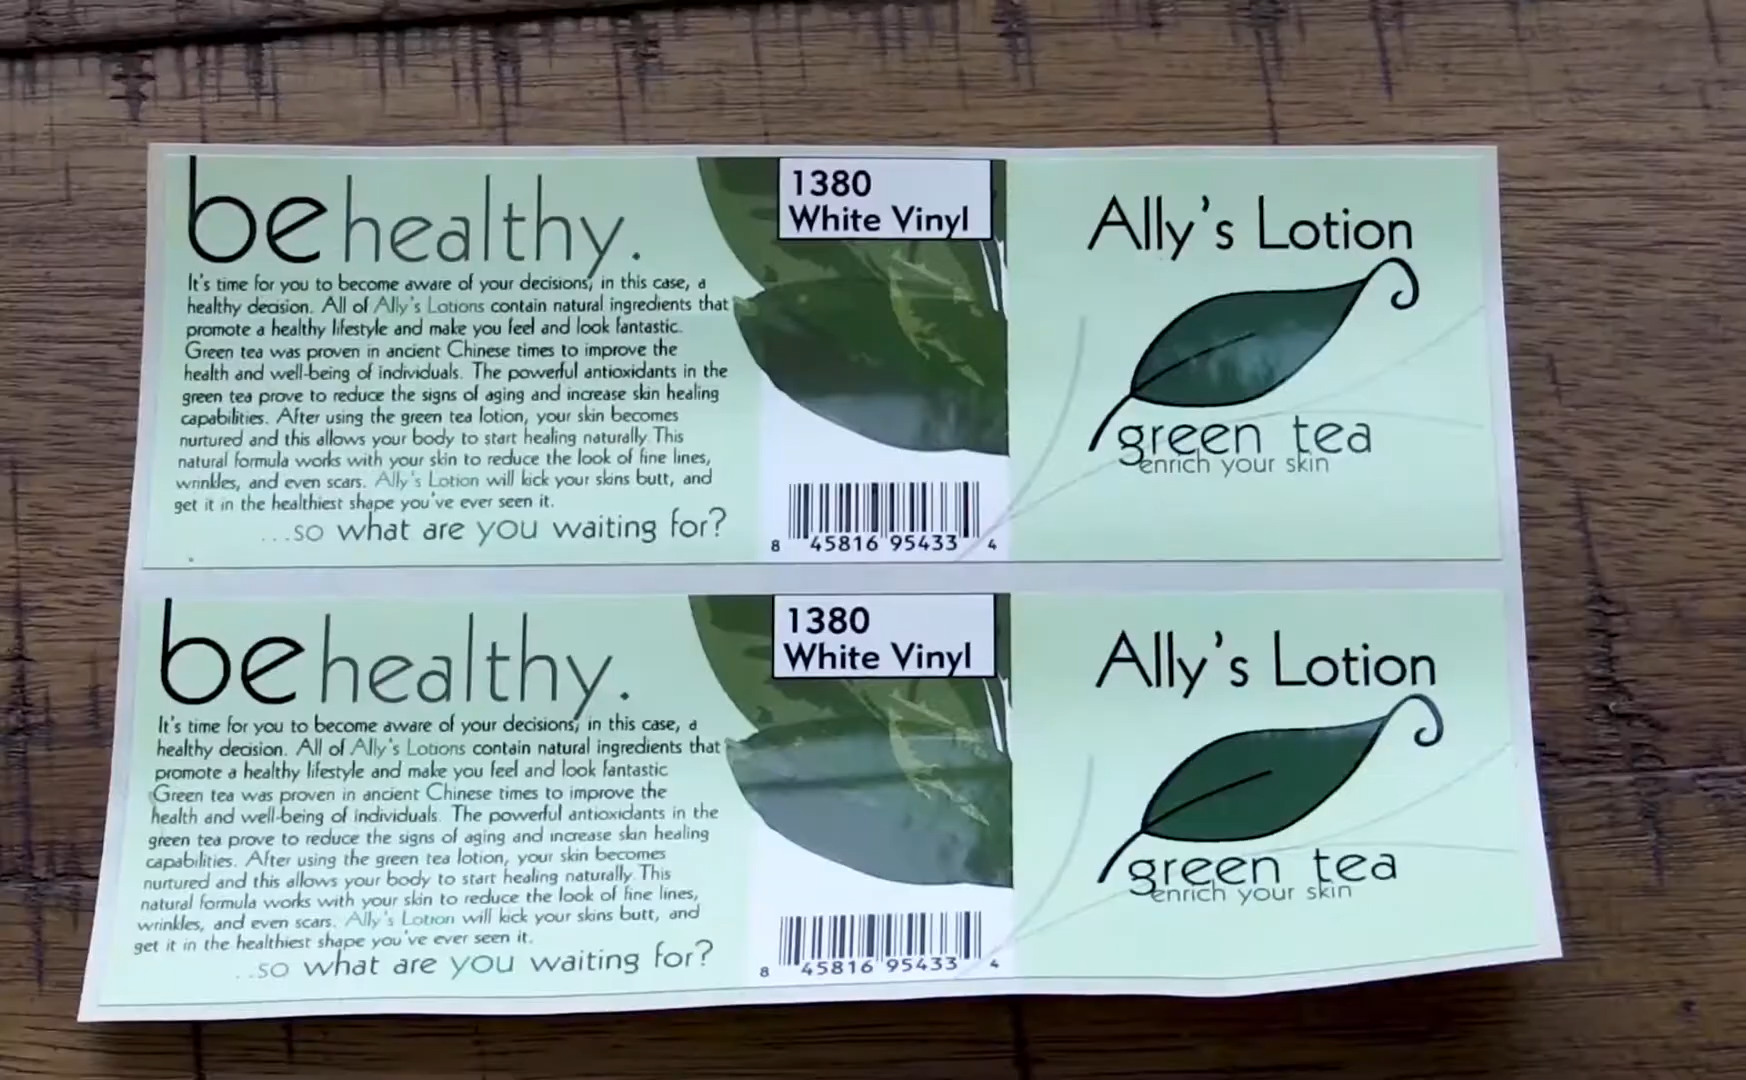 be healthy.
It's time for you to become aware of your decisions, in this case, a
healthy decision. All of Ally's Lotions contain natural ingredients that
promote a healthy lifestyle and make you feel and look fantastic.
Green tea was proven in ancient Chinese times to improve the
health and well-being of individuals. The powerful antioxidants in the
green tea prove to reduce the signs of aging and increase skin healing
capabilities. After using the green tea lotion, your skin becomes
nurtured and this allows your body to start healing naturally. This
natural formula works with your skin to reduce the look of fine lines,
wrinkles, and even scars. Ally's Lotion will kick your skins butt, and
get it in the healthiest shape you've ever seen it.
...so what are you waiting for?
1380
White Vinyl
8 45816 95433 4
Ally's Lotion
green tea
enrich your skin
be healthy.
It's time for you to become aware of your decisions, in this case, a
healthy decision. All of Ally's Lotions contain natural ingredients that
promote a healthy lifestyle and make you feel and look fantastic
Green tea was proven in ancient Chinese times to improve the
health and well-being of individuals. The powerful antioxidants in the
green tea prove to reduce the signs of aging and increase skin healing
capabilities. After using the green tea lotion, your skin becomes
nurtured and this allows your body to start healing naturally. This
natural formula works with your skin to reduce the look of fine lines,
wrinkles, and even scars. Ally's Lotion will kick your skins butt, and
get it in the healthiest shape you've ever seen it.
...so what are you waiting for?
1380
White Vinyl
8 45816 95433 4
Ally's Lotion
green tea
enrich your skin